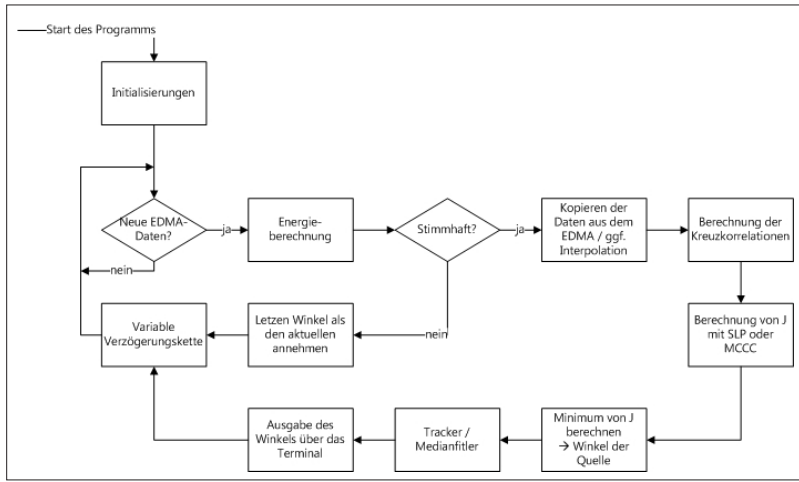 Start des Programms
Initialisierungen
Neue EDMA-
Daten?
ja
nein
Energie-
berechnung
Stimmhaft?
ja
nein
Kopieren der
Daten aus dem
EDMA / ggf.
Interpolation
Berechnung der
Kreuzkorrelationen
Variable
Verzögerungskette
Letzen Winkel als
den aktuellen
annehmen
Berechnung von J
mit SLP oder
MCCC
Ausgabe des
Winkels über das
Terminal
Tracker /
Medianfitler
Minimum von J
berechnen
→ Winkel der
Quelle